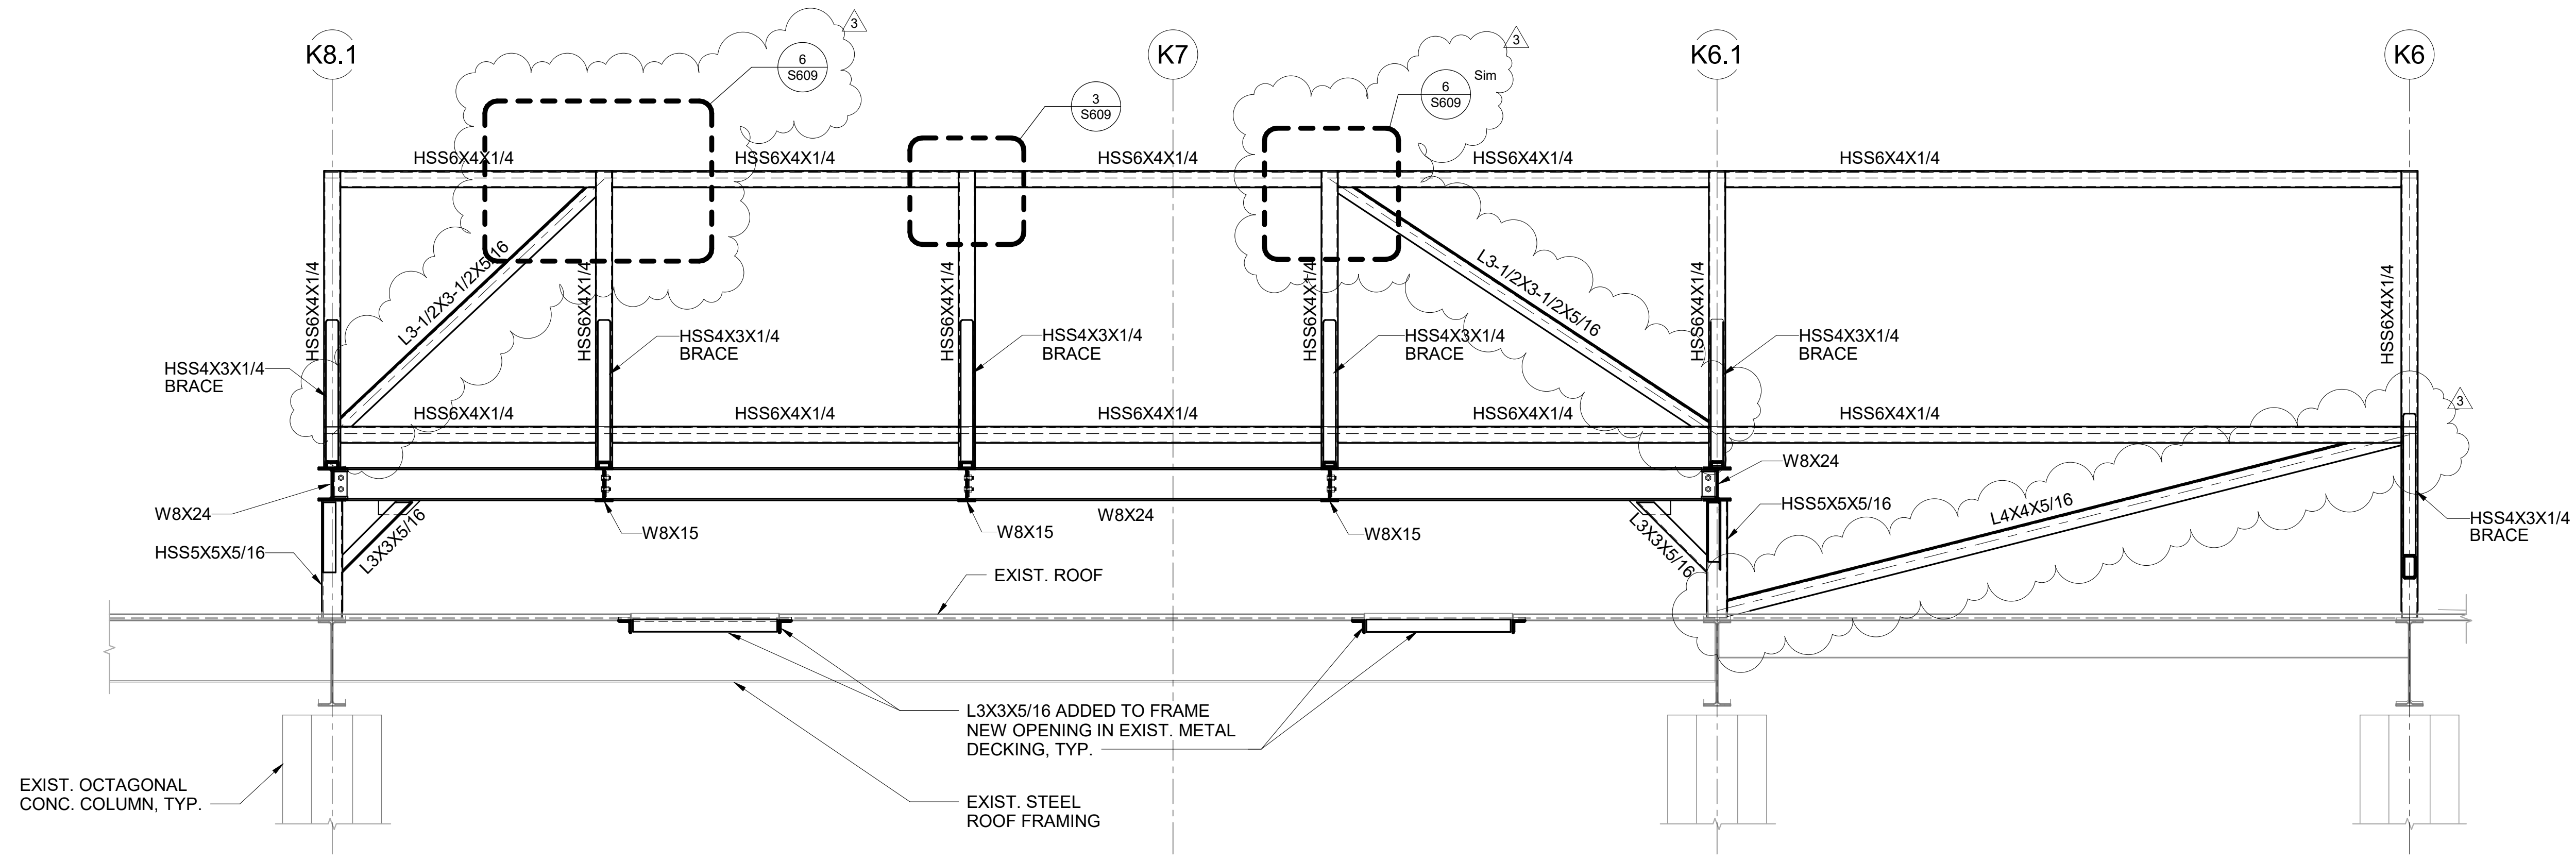 3
K8.1
6
S609
K7
3
S609
3
6
S609
Sim
K6.1
K6
HSS6X4X1/4
HSS6X4X1/4
HSS6X4X1/4
HSS6X4X1/4
HSS6X4X1/4
HSS6X4X1/4
L3-1/2X3-1/2X5/16
HSS6X4X1/4
HSS6X4X1/4
HSS6X4X1/4
L3-1/2X3-1/2X5/16
HSS6X4X1/4
HSS6X4X1/4
HSS4X3X1/4
BRACE
HSS4X3X1/4
BRACE
HSS4X3X1/4
BRACE
HSS4X3X1/4
BRACE
HSS4X3X1/4
BRACE
3
HSS6X4X1/4
HSS6X4X1/4
HSS6X4X1/4
HSS6X4X1/4
HSS6X4X1/4
W8X24
W8X24
HSS5X5X5/16
L3X3X5/16
W8X15
W8X15
W8X24
W8X15
L3X3X5/16
HSS5X5X5/16
L4X4X5/16
HSS4X3X1/4
BRACE
EXIST. ROOF
L3X3X5/16 ADDED TO FRAME
NEW OPENING IN EXIST. METAL
DECKING, TYP.
EXIST. OCTAGONAL
CONC. COLUMN, TYP.
EXIST. STEEL
ROOF FRAMING